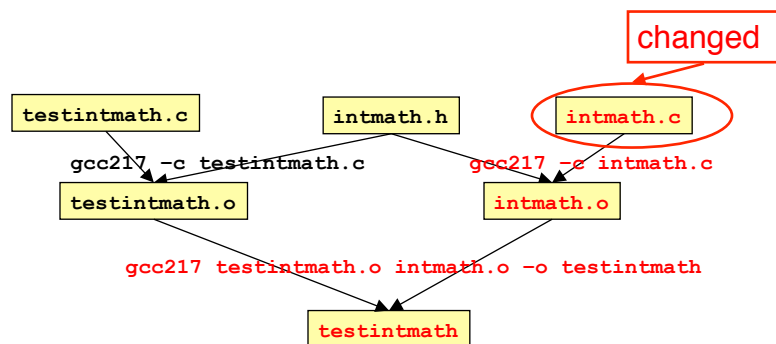 changed
testintmath.c
intmath.h
intmath.c
gcc217 –c testintmath.c
gcc217 –c intmath.c
testintmath.o
intmath.o
gcc217 testintmath.o intmath.o –o testintmath
testintmath